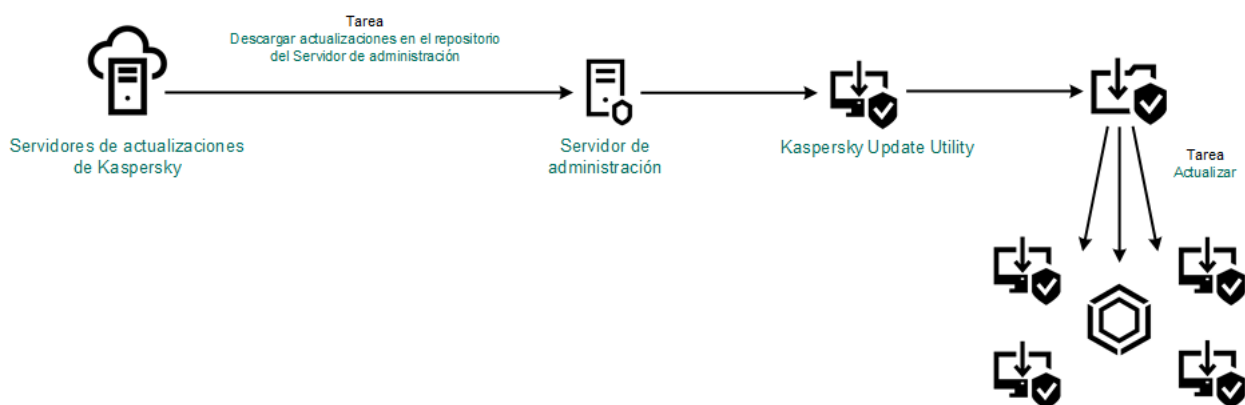 Tarea
Descargar actualizaciones en el repositorio
del Servidor de administración
Servidores de actualizaciones
de Kaspersky
Servidor de
administración
Kaspersky Update Utility
Tarea
Actualizar